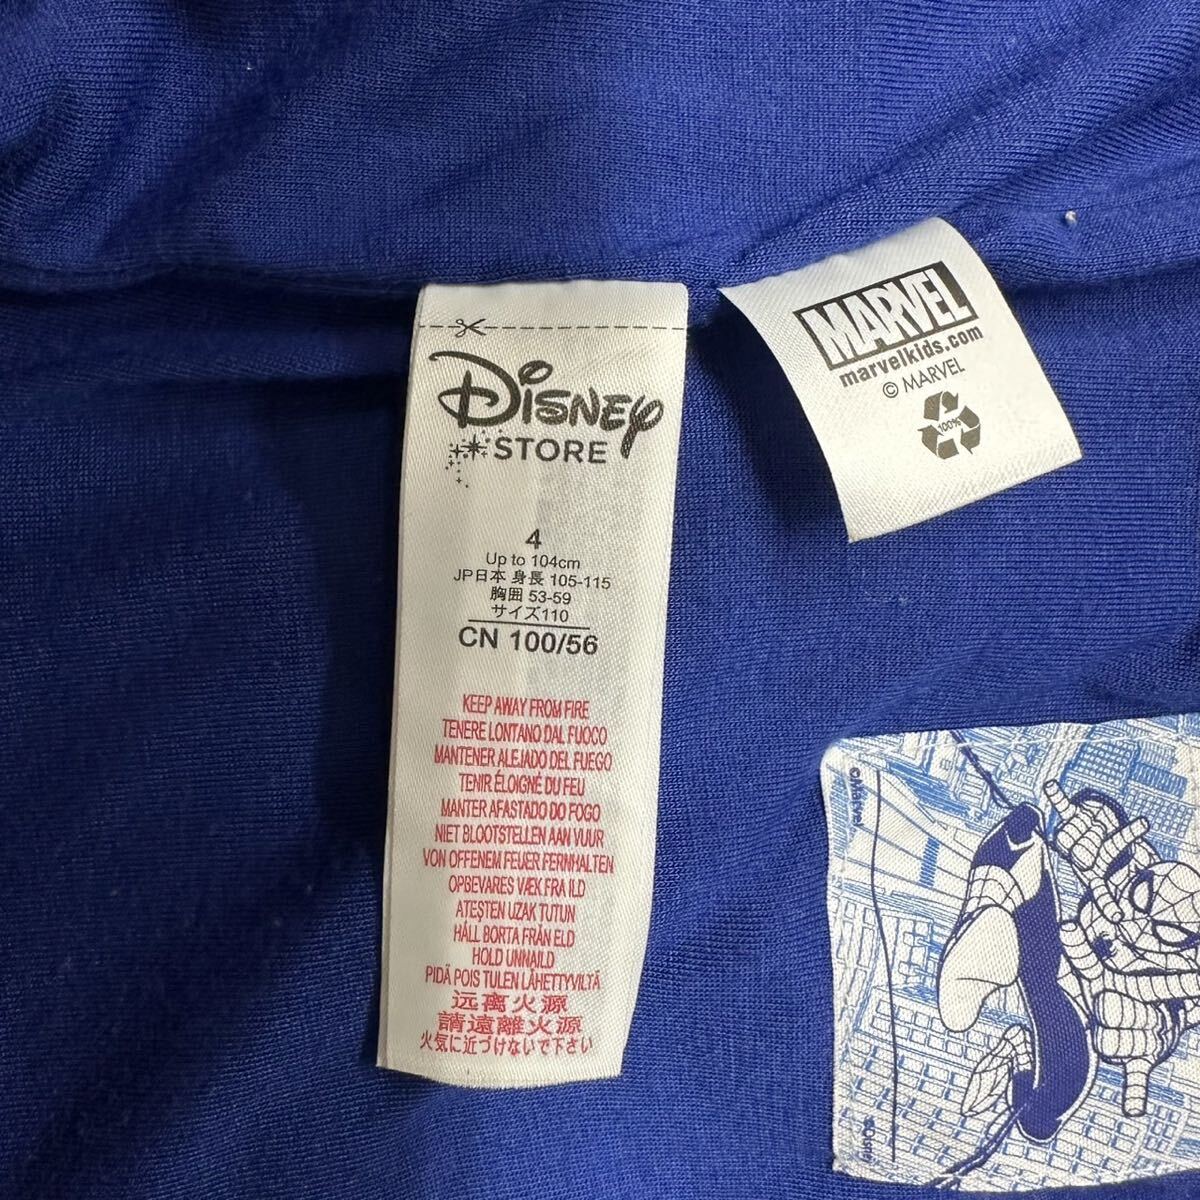 DISNEY
STORE
4
Up to 104cm
JP日本 身長 105-115
胸囲 53-59
サイズ110
CN 100/56
KEEP AWAY FROM FIRE
TENERE LONTANO DAL FUOCO
MANTENER ALEJADO DEL FUEGO
TENIR ÉLOIGNÉ DU FEU
MANTER AFASTADO DO FOGO
NIET BLOOTSTELLEN AAN VUUR
VON OFFENEM FEUER FERNHALTEN
OPBEVARES VÆK FRA ILD
ATEŞTEN UZAK TUTUN
HÅLL BORTA FRÅN ELD
HOLD UNNAILD
PIDÄ POIS TULEN LÄHETTYVILTÄ
远离火源
請遠離火源
火気に近づけないで下さい
MARVEL
marvelkids.com
© MARVEL
100%
©Marvel